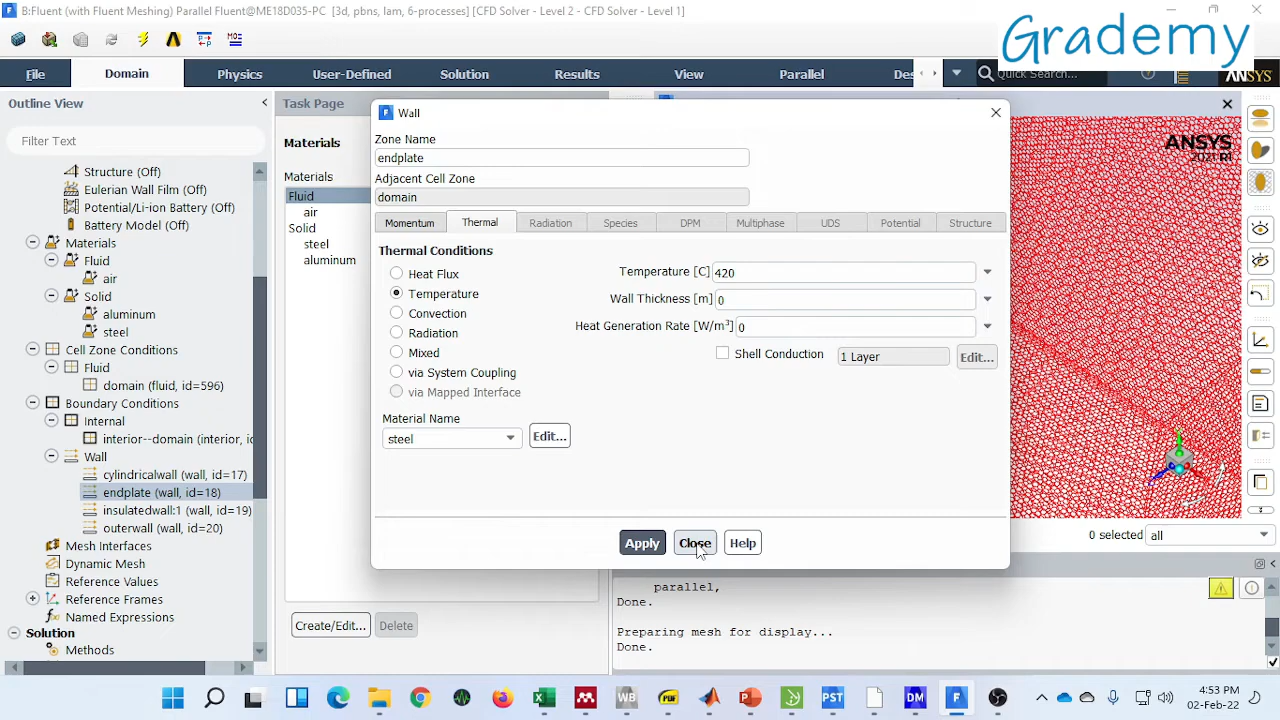 B:Fluent (with Fluent Meshing) Parallel Fluent@ME18D035-PC [3d, pbns, lam, 6-processes] [CFD Solver - Level 2 - CFD Solver - Level 1]
Grademy
File Domain Physics User-Defined Solution Results View Parallel Quick Search... ANSYS
Outline View
Filter Text
Structure (Off)
Eulerian Wall Film (Off)
Potential/Li-ion Battery (Off)
Battery Model (Off)
Materials
Fluid
air
Solid
aluminum
steel
Cell Zone Conditions
Fluid
domain (fluid, id=596)
Boundary Conditions
Internal
interior--domain (interior, i
Wall
cylindricalwall (wall, id=17)
endplate (wall, id=18)
insulatedwall:1 (wall, id=19)
outerwall (wall, id=20)
Mesh Interfaces
Dynamic Mesh
Reference Values
Reference Frames
Named Expressions
Solution
Methods
Task Page
Materials
Materials
Fluid
air
Solid
steel
aluminum
Create/Edit... Delete
Wall
Zone Name
endplate
Adjacent Cell Zone
domain
Momentum Thermal Radiation Species DPM Multiphase UDS Potential Structure
Thermal Conditions
Heat Flux
Temperature
Convection
Radiation
Mixed
via System Coupling
via Mapped Interface
Temperature [C] 420
Wall Thickness [m] 0
Heat Generation Rate [W/m³] 0
Shell Conduction 1 Layer Edit...
Material Name
steel Edit...
Apply Close Help
ANSYS
2021 R1
0 selected all
parallel,
Done.
Preparing mesh for display...
Done.
WB PDF PST DM F
4:53 PM
02-Feb-22